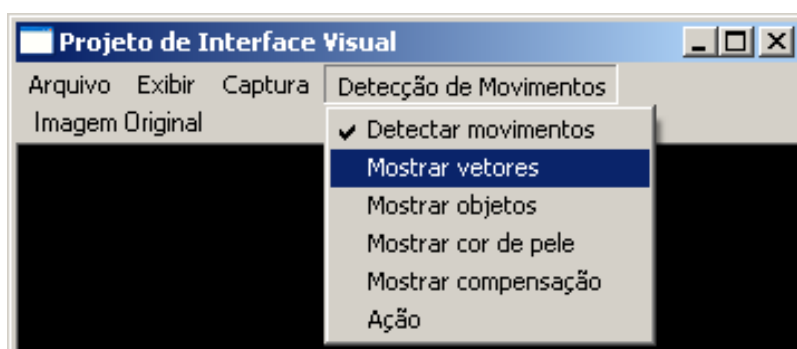 Projeto de Interface Visual
Arquivo Exibir Captura Detecção de Movimentos
Imagem Original
Detectar movimentos
Mostrar vetores
Mostrar objetos
Mostrar cor de pele
Mostrar compensação
Ação